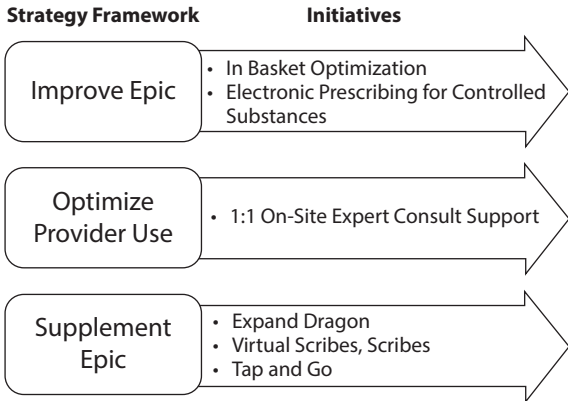 Strategy Framework Initiatives
Improve Epic
• In Basket Optimization
• Electronic Prescribing for Controlled
Substances
Optimize
Provider Use
• 1:1 On-Site Expert Consult Support
Supplement
Epic
• Expand Dragon
• Virtual Scribes, Scribes
• Tap and Go